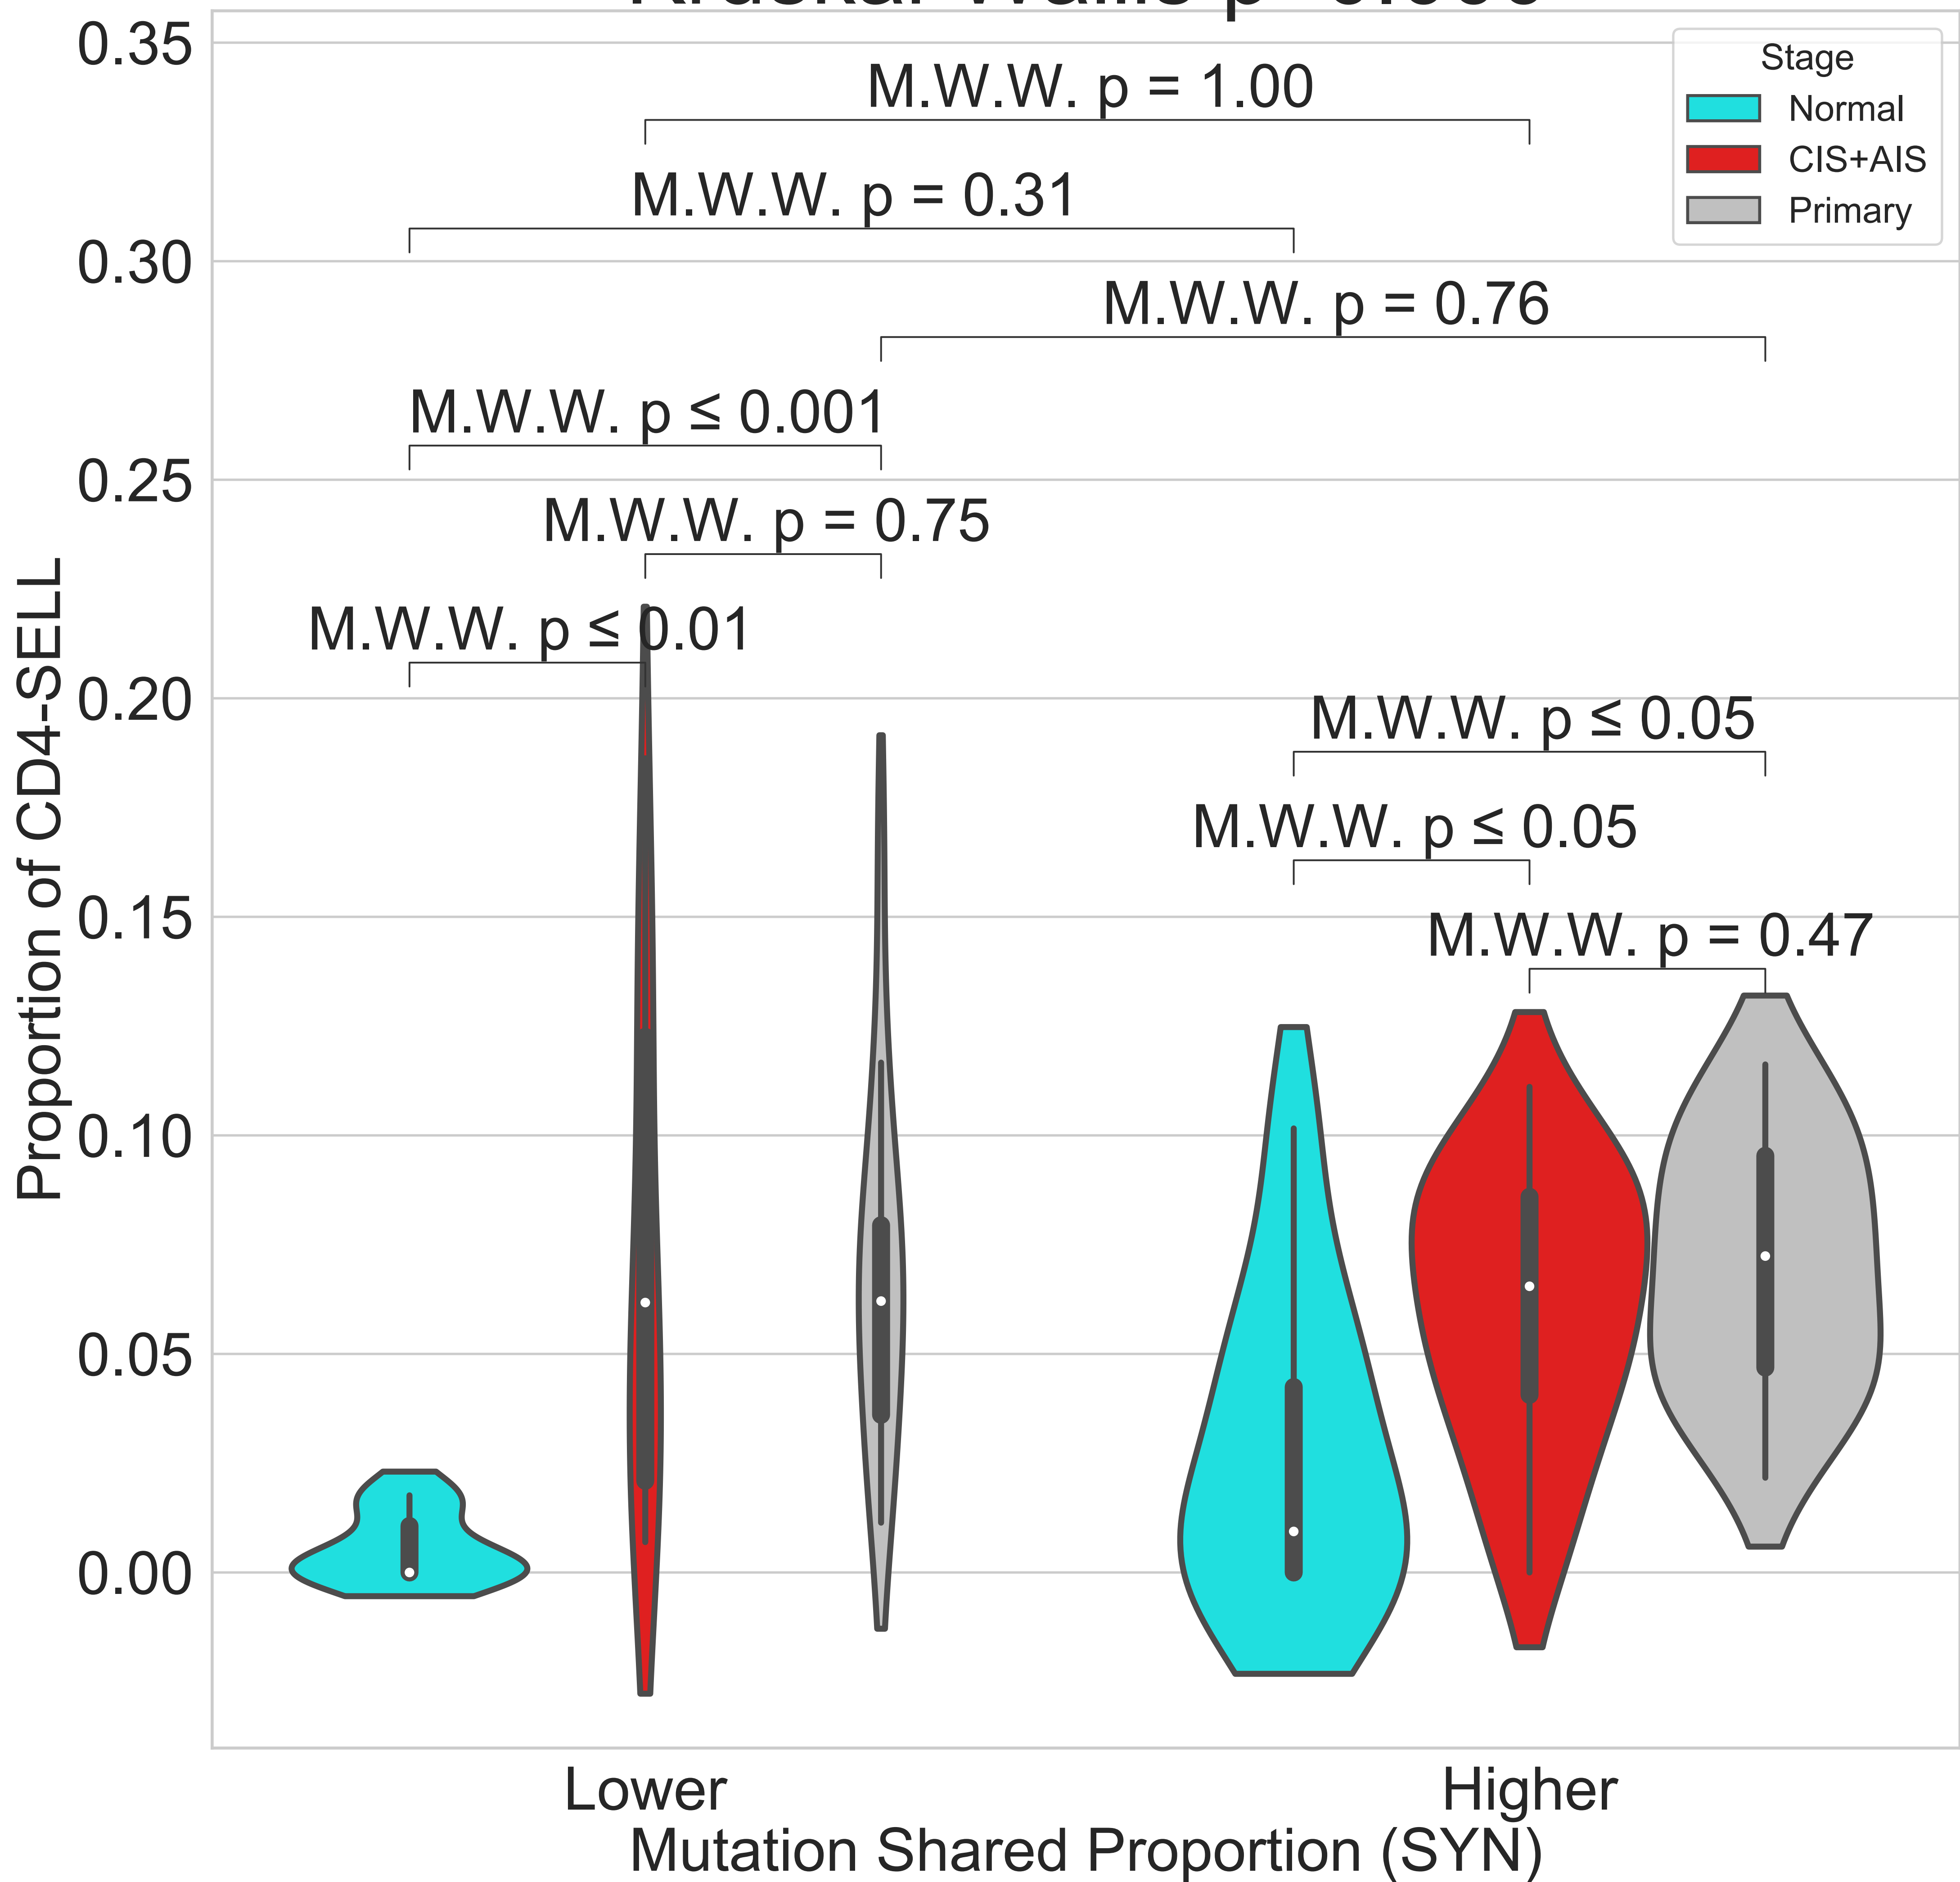 0.35
0.30
0.25
0.20
0.15
0.10
0.05
0.00
Proportion of CD4-SELL
Stage
Normal
CIS+AIS
Primary
M.W.W. p = 1.00
M.W.W. p = 0.31
M.W.W. p = 0.76
M.W.W. p ≤ 0.001
M.W.W. p = 0.75
M.W.W. p ≤ 0.01
M.W.W. p ≤ 0.05
M.W.W. p ≤ 0.05
M.W.W. p = 0.47
Lower
Higher
Mutation Shared Proportion (SYN)